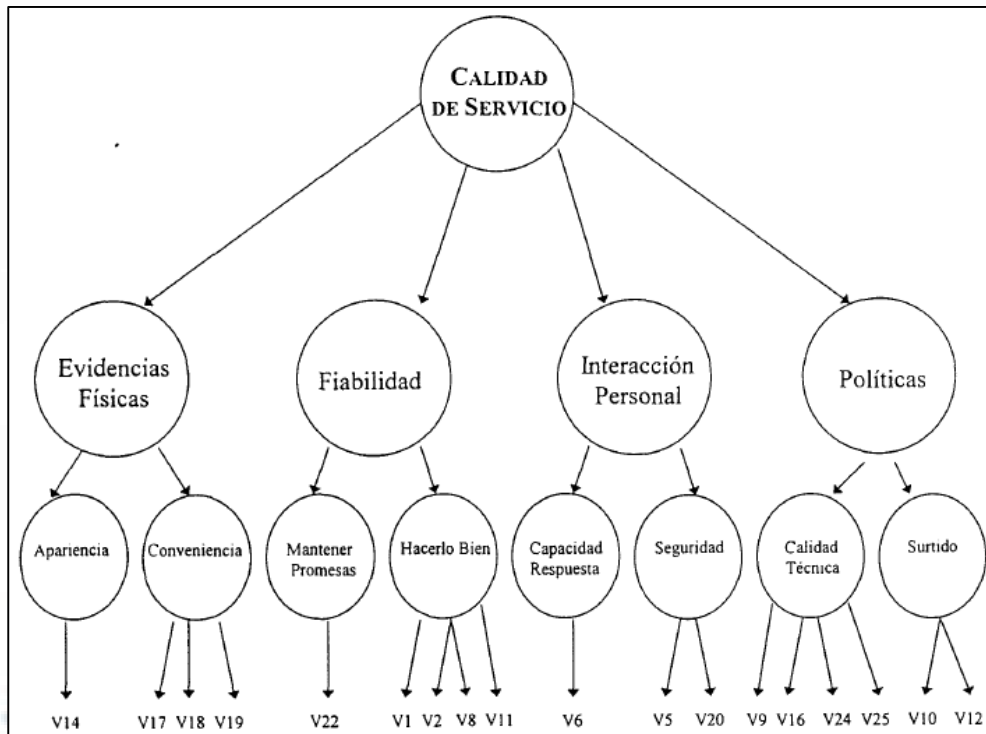 CALIDAD
DE SERVICIO
Evidencias
Físicas
Fiabilidad
Interacción
Personal
Políticas
Apariencia
Conveniencia
Mantener
Promesas
Hacerlo Bien
Capacidad
Respuesta
Seguridad
Calidad
Técnica
Surtido
V14
V17 V18 V19
V22
V1 V2 V8 V11
V6
V5 V20
V9 V16 V24 V25
V10 V12